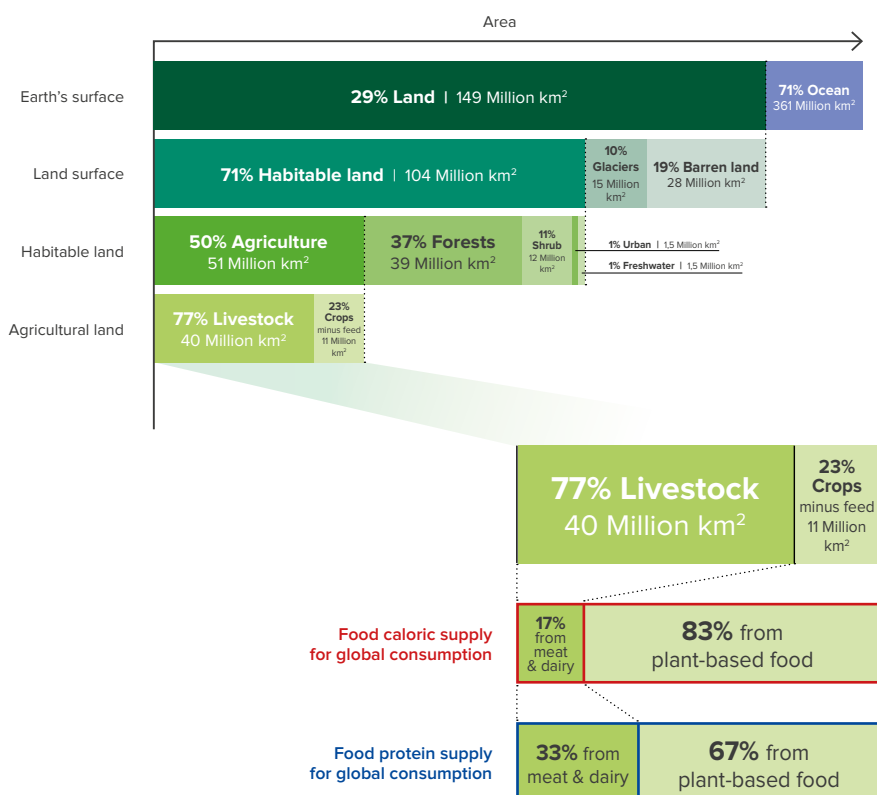 Area
Earth's surface
29% Land | 149 Million km²
71% Ocean
361 Million km²
Land surface
71% Habitable land | 104 Million km²
10%
Glaciers
15 Million
km²
19% Barren land
28 Million km²
Habitable land
50% Agriculture
51 Million km²
37% Forests
39 Million km²
11%
Shrub
12 Million
km²
1% Urban | 1,5 Million km²
1% Freshwater | 1,5 Million km²
Agricultural land
77% Livestock
40 Million km²
23%
Crops
minus feed
11 Million
km²
77% Livestock
40 Million km²
23%
Crops
minus feed
11 Million
km²
Food caloric supply
for global consumption
17%
from
meat
& dairy
83% from
plant-based food
Food protein supply
for global consumption
33% from
meat & dairy
67% from
plant-based food